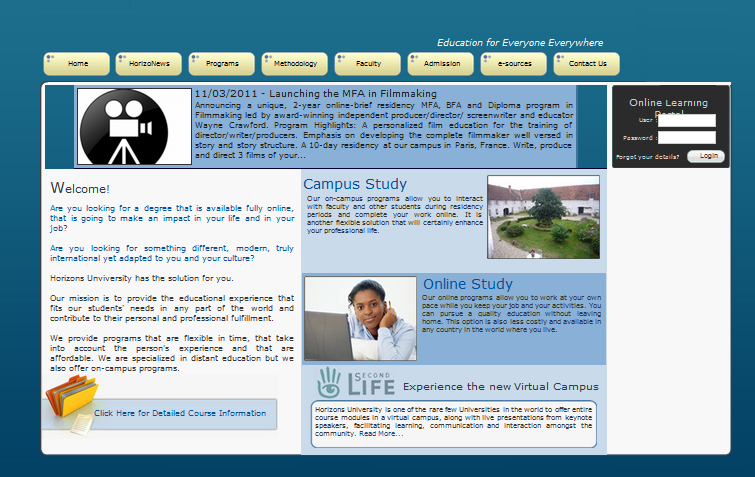 Education for Everyone Everywhere
Home
HorizoNews
Programs
Methodology
Faculty
Admission
e-sources
Contact Us
11/03/2011 - Launching the MFA in Filmmaking
Announcing a unique, 2-year online-brief residency MFA, BFA and Diploma program in
Filmmaking led by award-winning independent producer/director/ screenwriter and educator
Wayne Crawford. Program Highlights: A personalized film education for the training of
director/writer/producers. Emphasis on developing the complete filmmaker well versed in
story and story structure. A 10-day residency at our campus in Paris, France. Write, produce
and direct 3 films of your...
Online Learning
Portal
User :
Password :
Forgot your details?
Login
Welcome!
Are you looking for a degree that is available fully online,
that is going to make an impact in your life and in your
job?
Are you looking for something different, modern, truly
international yet adapted to you and your culture?
Horizons Unviversity has the solution for you.
Our mission is to provide the educational experience that
fits our students' needs in any part of the world and
contribute to their personal and professional fulfillment.
We provide programs that are flexible in time, that take
into account the person's experience and that are
affordable. We are specialized in distant education but we
also offer on-campus programs.
Click Here for Detailed Course Information
Campus Study
Our on-campus programs allow you to interact
with faculty and other students during residency
periods and complete your work online. It is
another flexible solution that will certainly enhance
your professional life.
Online Study
Our online programs allow you to work at your own
pace while you keep your job and your activities. You
can pursue a quality education without leaving
home. This option is also less costly and available in
any country in the world where you live.
SECOND
LIFE
Experience the new Virtual Campus
Horizons University is one of the rare few Universities in the world to offer entire
course modules in a virtual campus, along with live presentations from keynote
speakers, facilitating learning, communication and interaction amongst the
community. Read More...